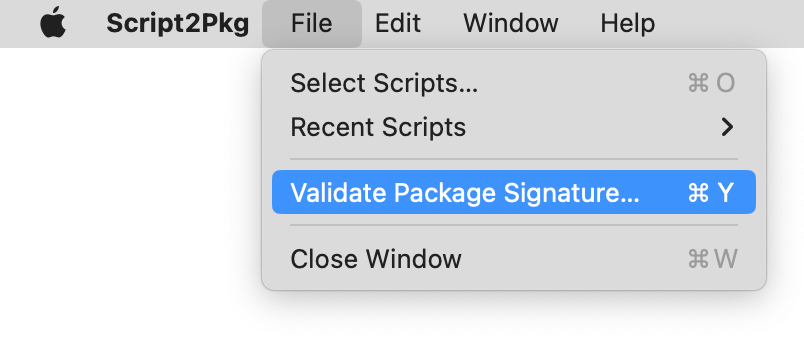 Script2Pkg File Edit Window Help
Select Scripts... ⌘ O
Recent Scripts
Validate Package Signature... ⌘ Y
Close Window ⌘ W